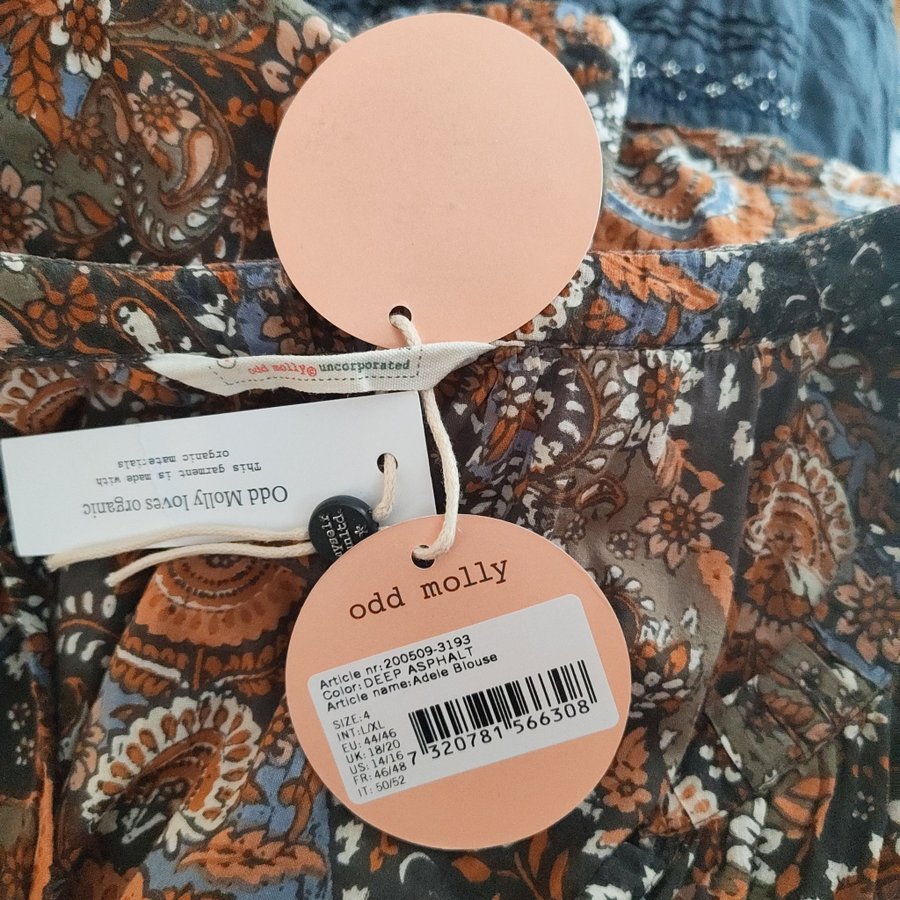 odd molly© uncorporated
Odd Molly loves organic
This garment is made with
organic materials
odd molly
Article nr:200509-3193
Color:DEEP ASPHALT
Article name:Adele Blouse
SIZE:4
INT:L/XL
EU: 44/46
UK: 18/20
US: 14/16
FR: 46/48
IT: 50/52
7 320781 566308